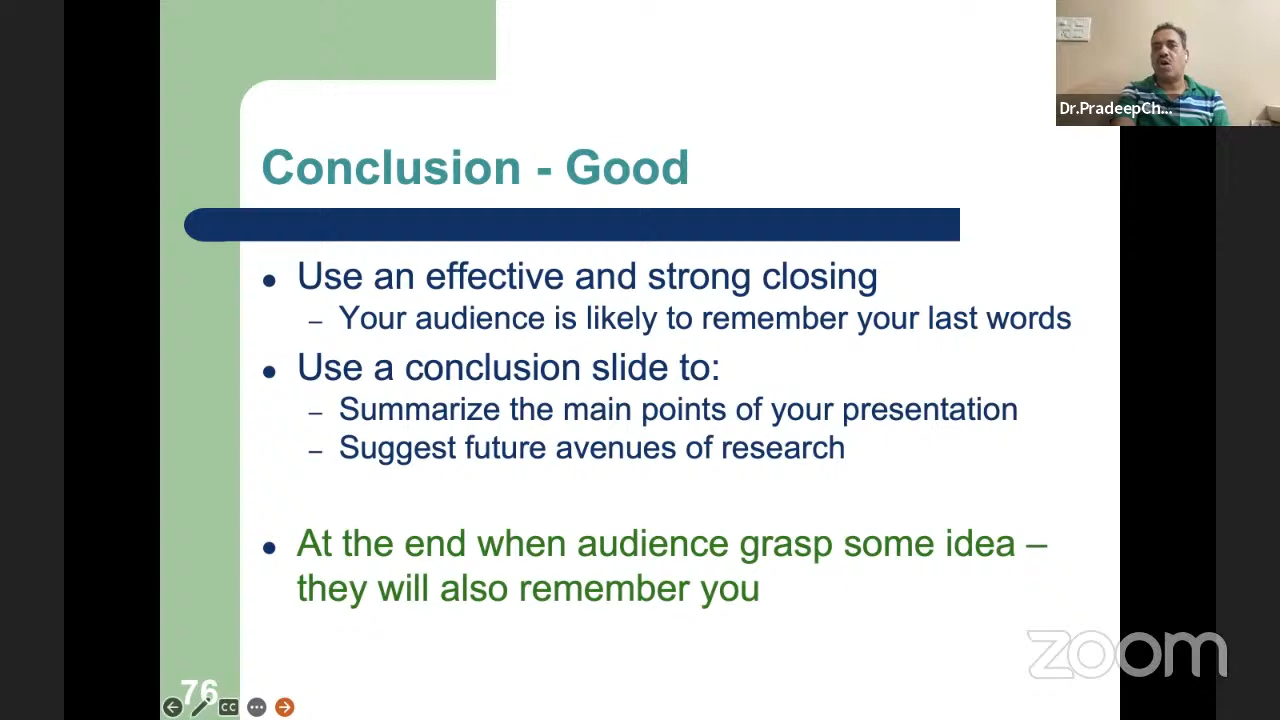 Dr.PradeepCh...
Conclusion - Good
● Use an effective and strong closing
– Your audience is likely to remember your last words
● Use a conclusion slide to:
– Summarize the main points of your presentation
– Suggest future avenues of research
● At the end when audience grasp some idea –
they will also remember you
zoom
76
CC